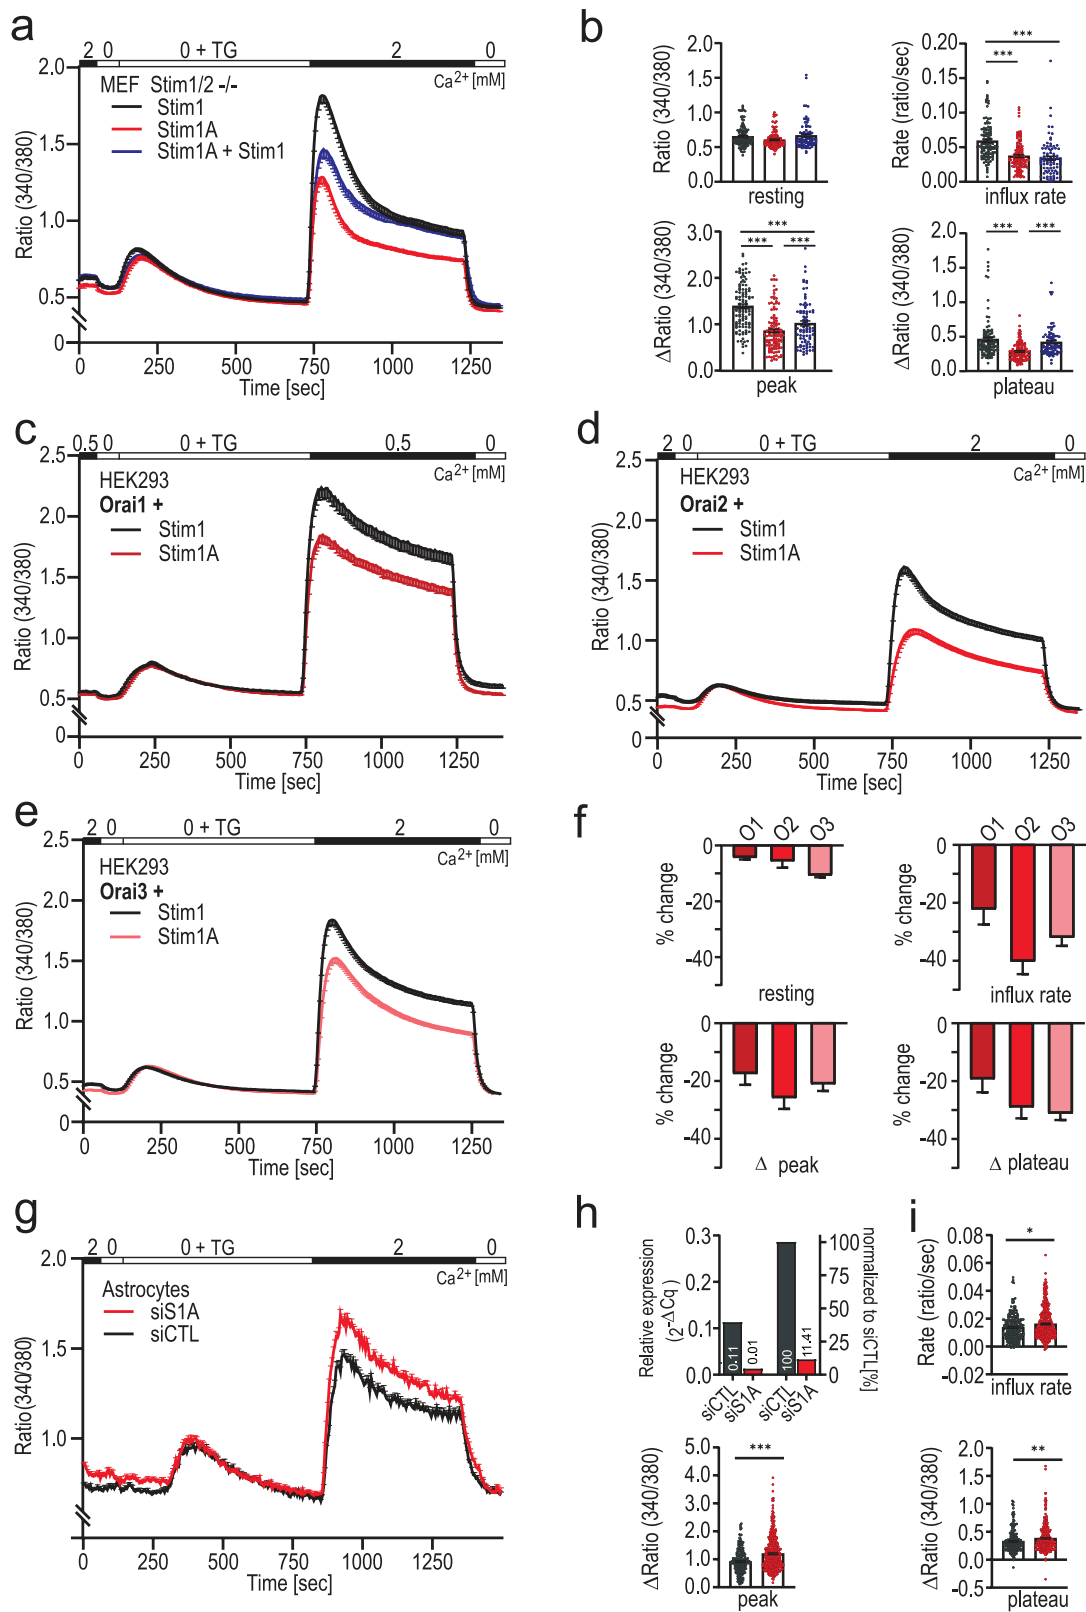 a
2 0 0 + TG 2 0
Ca²⁺ [mM]
2.0
1.5
1.0
0.5
0
Ratio (340/380)
MEF Stim1/2 -/-
Stim1
Stim1A
Stim1A + Stim1
0 250 500 750 1000 1250
Time [sec]
b
Ratio (340/380)
2.0
1.5
1.0
0.5
0.0
resting
Rate (ratio/sec)
0.20
0.15
0.10
0.05
0.00
***
***
influx rate
ΔRatio (340/380)
3.0
2.0
1.0
0.0
***
*** ***
peak
ΔRatio (340/380)
2.0
1.5
1.0
0.5
0.0
*** ***
plateau
c
0.5 0 0 + TG 0.5 0
Ca²⁺ [mM]
2.5
2.0
1.5
1.0
0.5
0
Ratio (340/380)
HEK293
Orai1 +
Stim1
Stim1A
0 250 500 750 1000 1250
Time [sec]
d
2 0 0 + TG 2 0
Ca²⁺ [mM]
2.5
2.0
1.5
1.0
0.5
0
Ratio (340/380)
HEK293
Orai2 +
Stim1
Stim1A
0 250 500 750 1000 1250
Time [sec]
e
2 0 0 + TG 2 0
Ca²⁺ [mM]
2.5
2.0
1.5
1.0
0.5
0
Ratio (340/380)
HEK293
Orai3 +
Stim1
Stim1A
0 250 500 750 1000 1250
Time [sec]
f
O1 O2 O3
0
-20
-40
% change
resting
O1 O2 O3
0
-20
-40
% change
influx rate
0
-20
-40
% change
Δ peak
0
-20
-40
% change
Δ plateau
g
2 0 0 + TG 2 0
Ca²⁺ [mM]
2.0
1.5
1.0
Ratio(340/380)
Astrocytes
siS1A
siCTL
0 250 500 750 1000 1250
Time [sec]
h
Relative expression
(2-ΔCq)
0.3
0.2
0.1
0.0
0.11
0.01
100
11.41
100
80
60
40
20
0
normalized to siCTL[%]
siCTL
siS1A
siCTL
siS1A
ΔRatio (340/380)
5.0
4.0
3.0
2.0
1.0
0.0
***
peak
i
Rate (ratio/sec)
0.08
0.06
0.04
0.02
0.00
-0.02
*
influx rate
ΔRatio (340/380)
2.0
1.5
1.0
0.5
0.0
-0.5
**
plateau